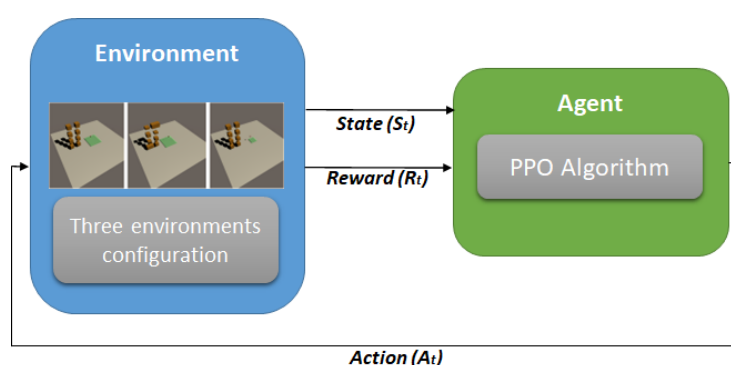 Environment
Three environments
configuration
State (St)
Reward (Rt)
Agent
PPO Algorithm
Action (At)